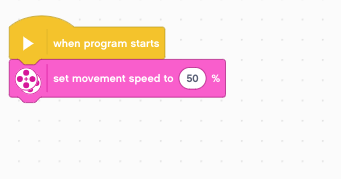 when program starts
set movement speed to 50 %